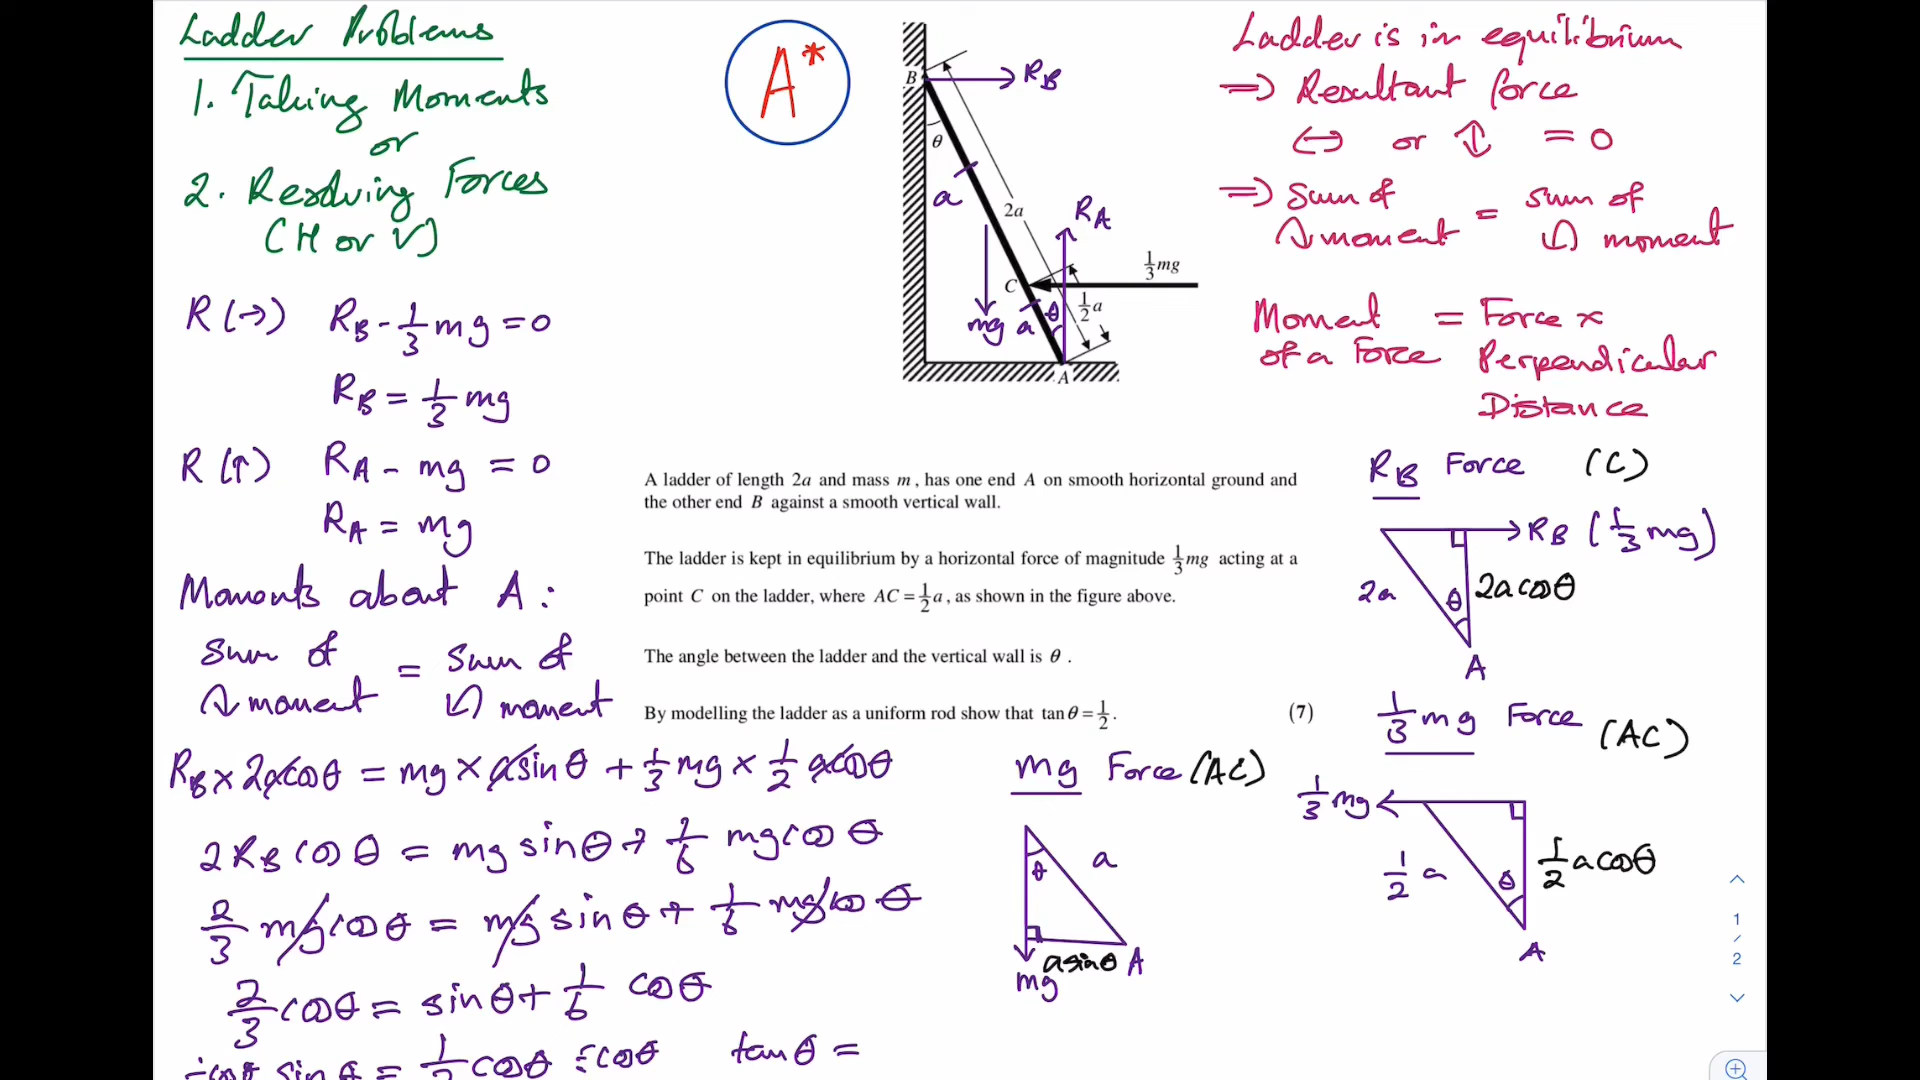 Ladder Problems
1. Taking Moments
or
2. Resolving Forces
(H or V)
R(→) R_B - 1/3 mg = 0
R_B = 1/3 mg
R(↑) R_A - mg = 0
R_A = mg
Moments about A:
Sum of = Sum of
↷ moment ↶ moment
R_B × 2a cos θ = mg × a sin θ + 1/3 mg × 1/2 a cos θ
2R_B cos θ = mg sin θ + 1/6 mg cos θ
2/3 mg cos θ = mg sin θ + 1/6 mg cos θ
2/3 cos θ = sin θ + 1/6 cos θ
sin θ = 1/2 cos θ ÷cos θ tan θ =
A*
B
R_B
θ
a
2a
R_A
1/3 mg
C
1/2 a
θ
mg
a
A
A ladder of length 2a and mass m, has one end A on smooth horizontal ground and
the other end B against a smooth vertical wall.
The ladder is kept in equilibrium by a horizontal force of magnitude 1/3 mg acting at a
point C on the ladder, where AC = 1/2 a, as shown in the figure above.
The angle between the ladder and the vertical wall is θ.
By modelling the ladder as a uniform rod show that tan θ = 1/2. (7)
mg Force (AC)
θ
a
a sin θ A
mg
Ladder is in equilibrium
⇒ Resultant force
↔ or ↕ = 0
⇒ Sum of = sum of
↷ moment ↶ moment
Moment = Force ×
of a Force Perpendicular
Distance
R_B Force (C)
R_B (1/3 mg)
2a θ 2a cos θ
A
1/3 mg Force (AC)
1/3 mg
1/2 a θ 1/2 a cos θ
A
1
/
2